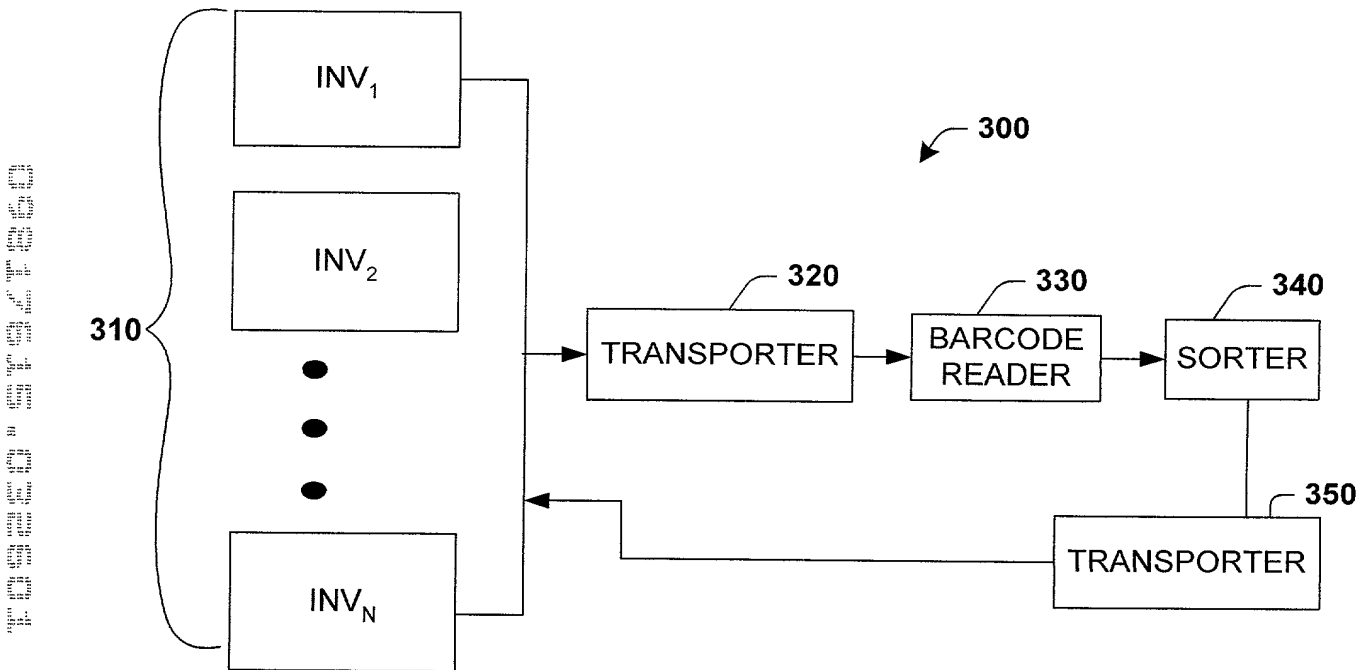 INV₁
300
INV₂
320
330
340
310
TRANSPORTER
BARCODE
READER
SORTER
350
TRANSPORTER
INVₙ